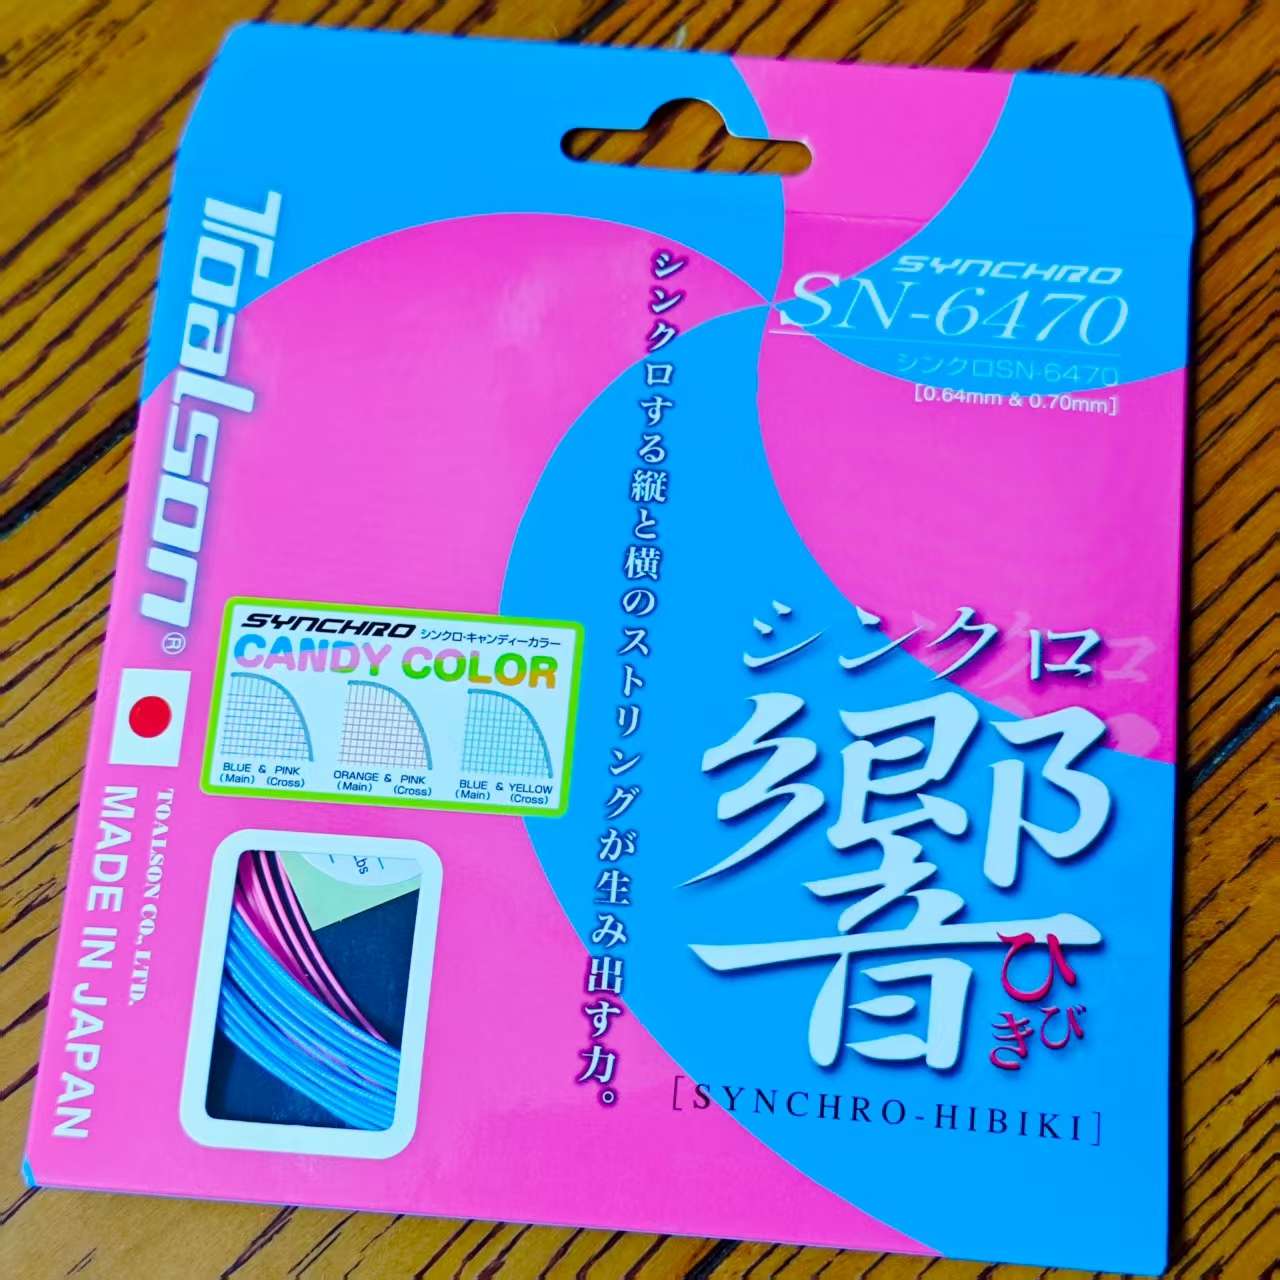 Toalson®
SYNCHRO
SN-6470
シンクロSN-6470
[0.64mm & 0.70mm]
シンクロする縦と横のストリングが生み出す力。
シンクロ
響
ひびき
[SYNCHRO-HIBIKI]
SYNCHRO シンクロ・キャンディーカラー
CANDY COLOR
BLUE & PINK
(Main) (Cross)
ORANGE & PINK
(Main) (Cross)
BLUE & YELLOW
(Main) (Cross)
TOALSON CO., LTD.
MADE IN JAPAN